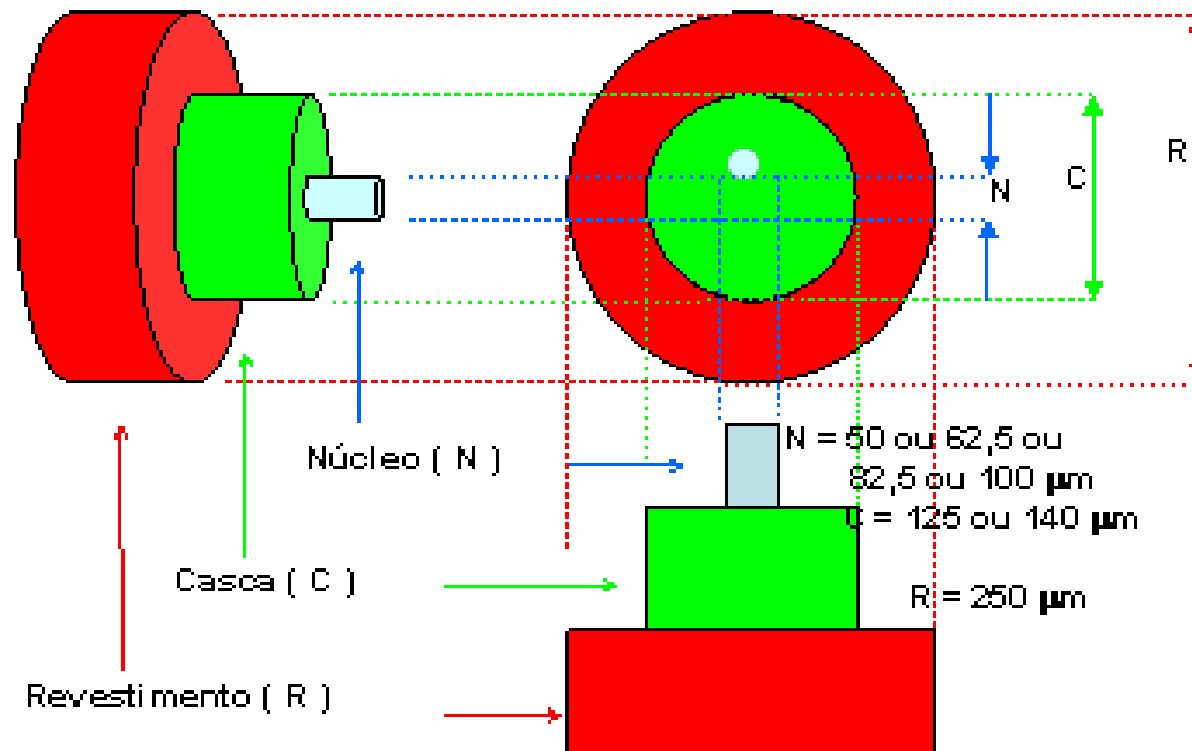 R
N
C
Núcleo ( N )
N = 50 ou 62,5 ou
82,5 ou 100 µm
C = 125 ou 140 µm
Casca ( C )
R = 250 µm
Revestimento ( R )